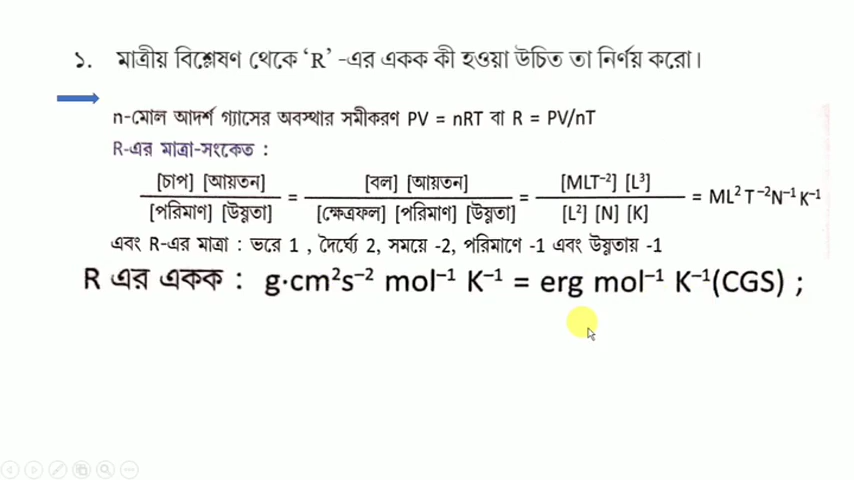 ১. মাত্রীয় বিশ্লেষণ থেকে ‘R’ -এর একক কী হওয়া উচিত তা নির্ণয় করো।
n-মোল আদর্শ গ্যাসের অবস্থার সমীকরণ PV = nRT বা R = PV/nT
R-এর মাত্রা-সংকেত :
[চাপ] [আয়তন] / [পরিমাণ] [উষ্ণতা] = [বল] [আয়তন] / [ক্ষেত্রফল] [পরিমাণ] [উষ্ণতা] = [MLT⁻²] [L³] / [L²] [N] [K] = ML² T⁻²N⁻¹ K⁻¹
এবং R-এর মাত্রা : ভরে 1 , দৈর্ঘ্যে 2, সময়ে -2, পরিমাণে -1 এবং উষ্ণতায় -1
R এর একক : g·cm²s⁻² mol⁻¹ K⁻¹ = erg mol⁻¹ K⁻¹(CGS) ;